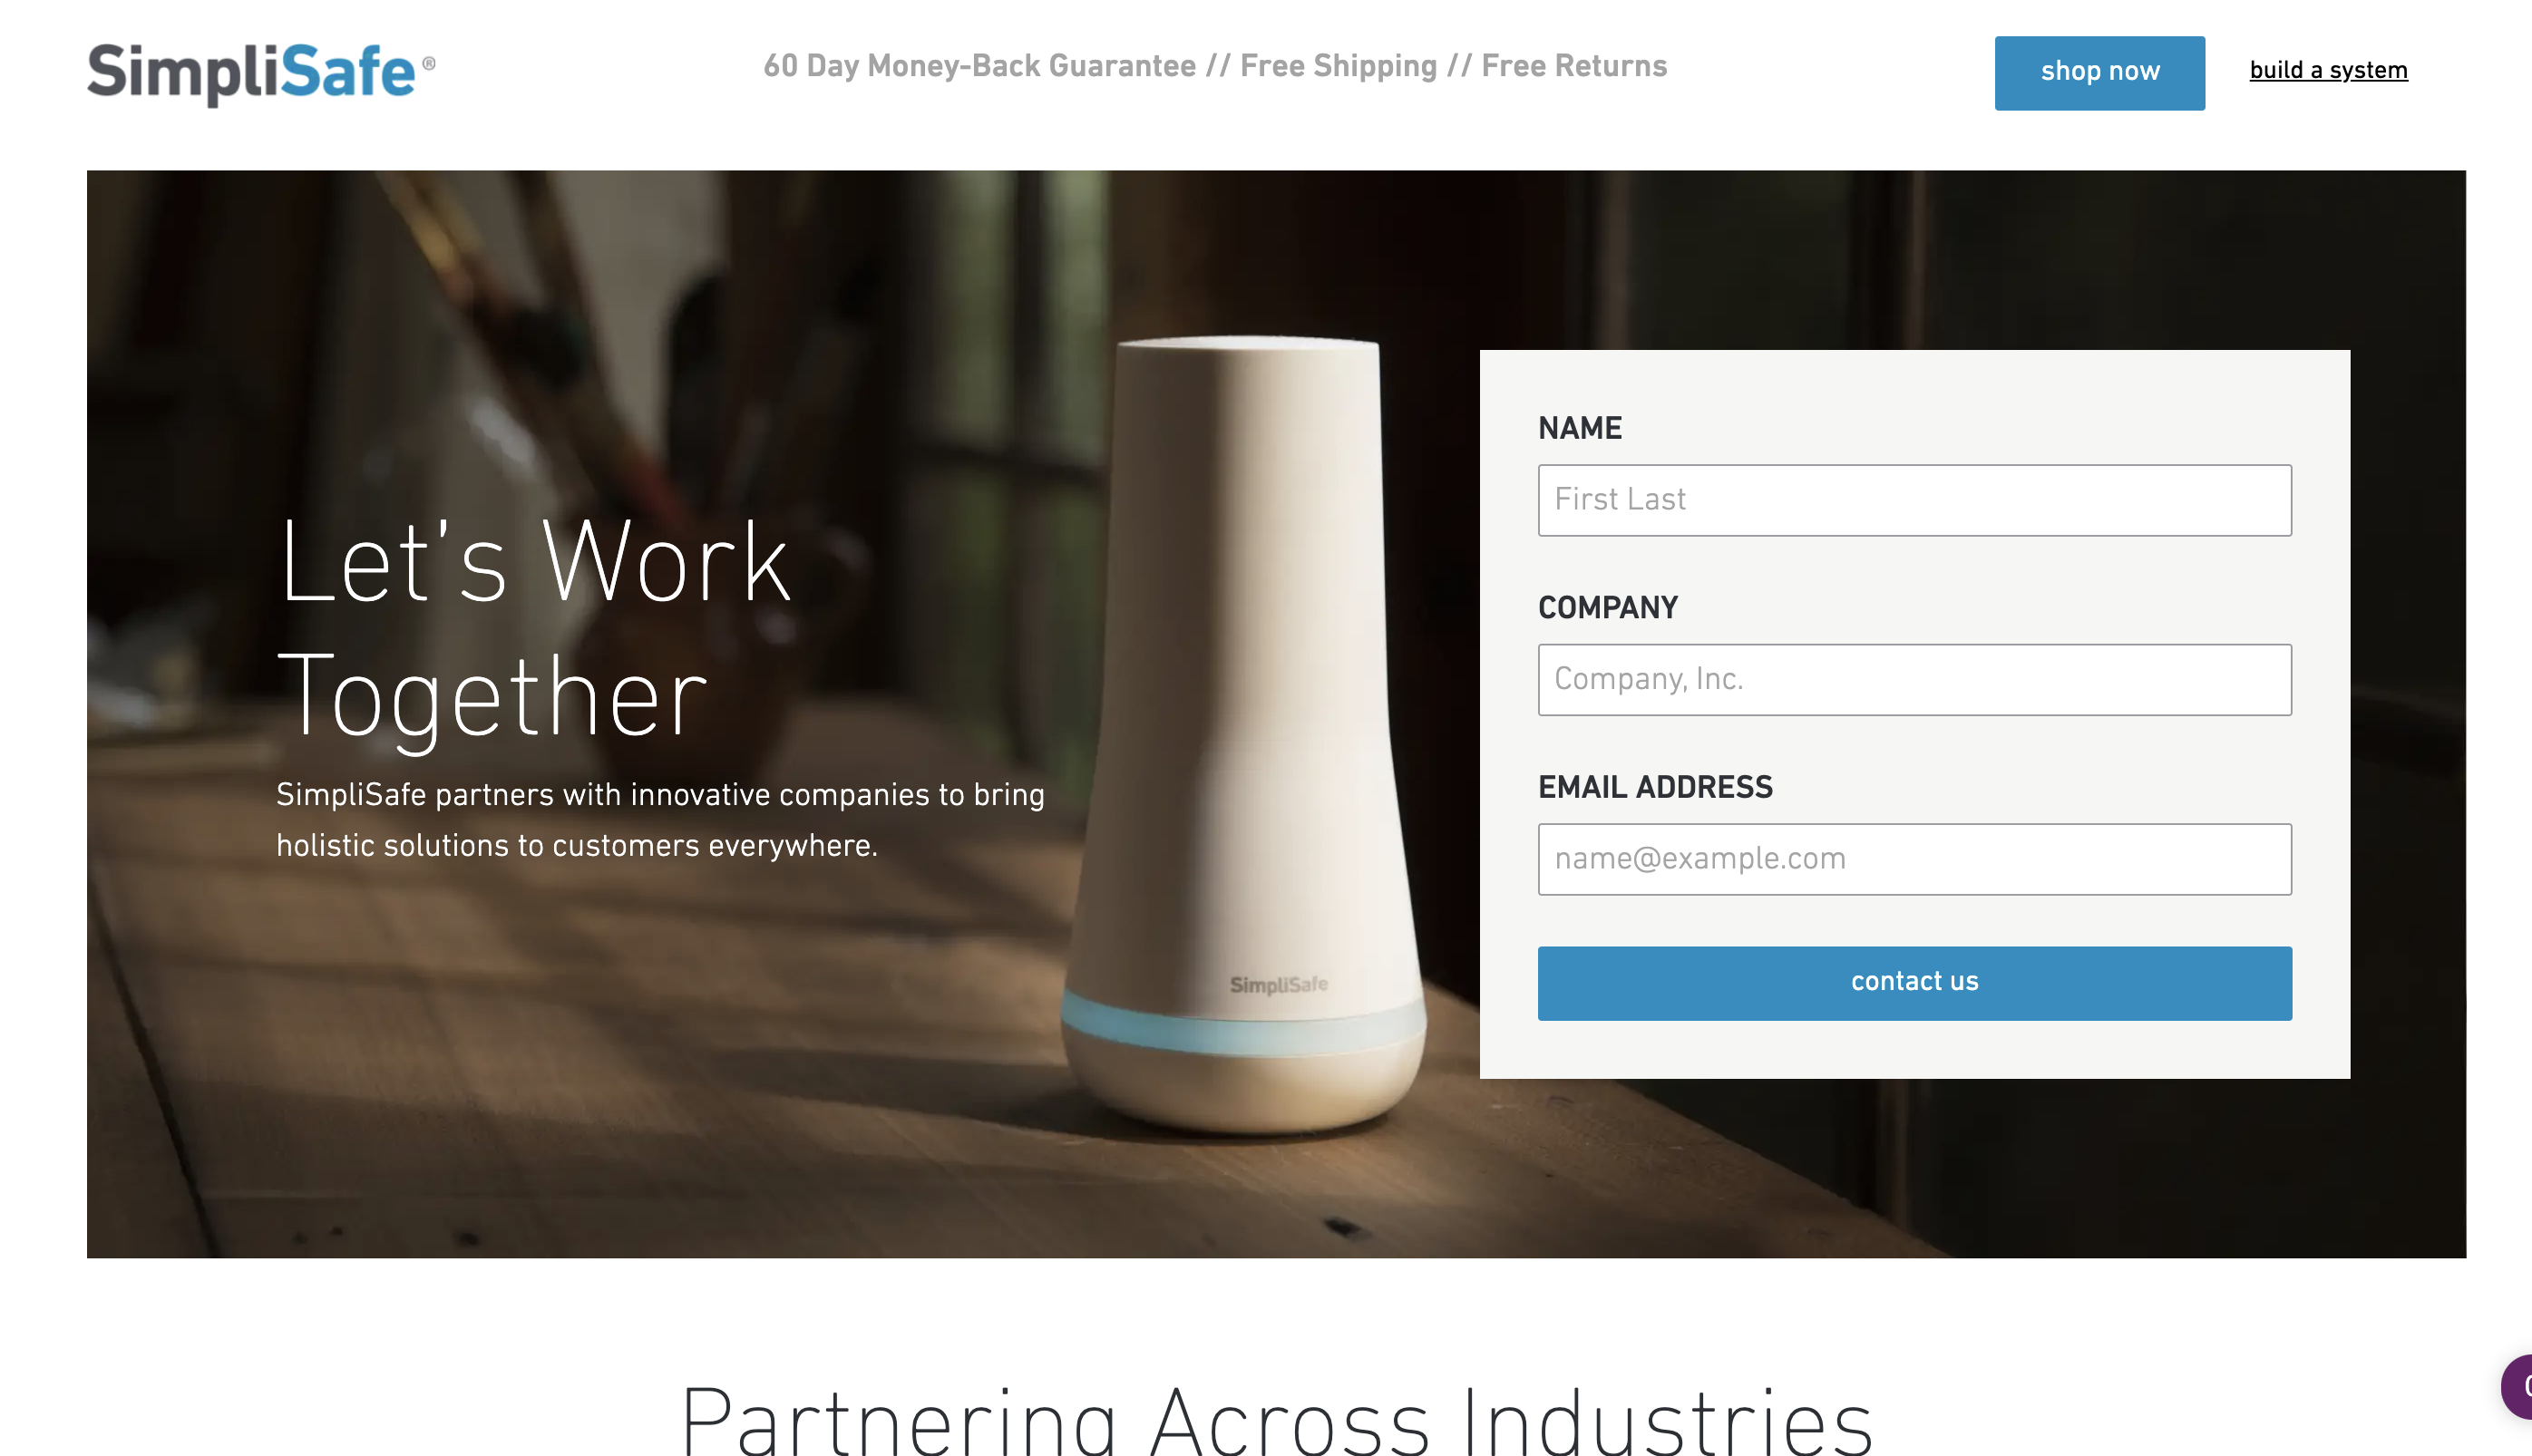 SimpliSafe®
60 Day Money-Back Guarantee // Free Shipping // Free Returns
shop now
build a system
Let’s Work
Together
SimpliSafe partners with innovative companies to bring
holistic solutions to customers everywhere.
SimpliSafe
NAME
First Last
COMPANY
Company, Inc.
EMAIL ADDRESS
name@example.com
contact us
Partnering Across Industries